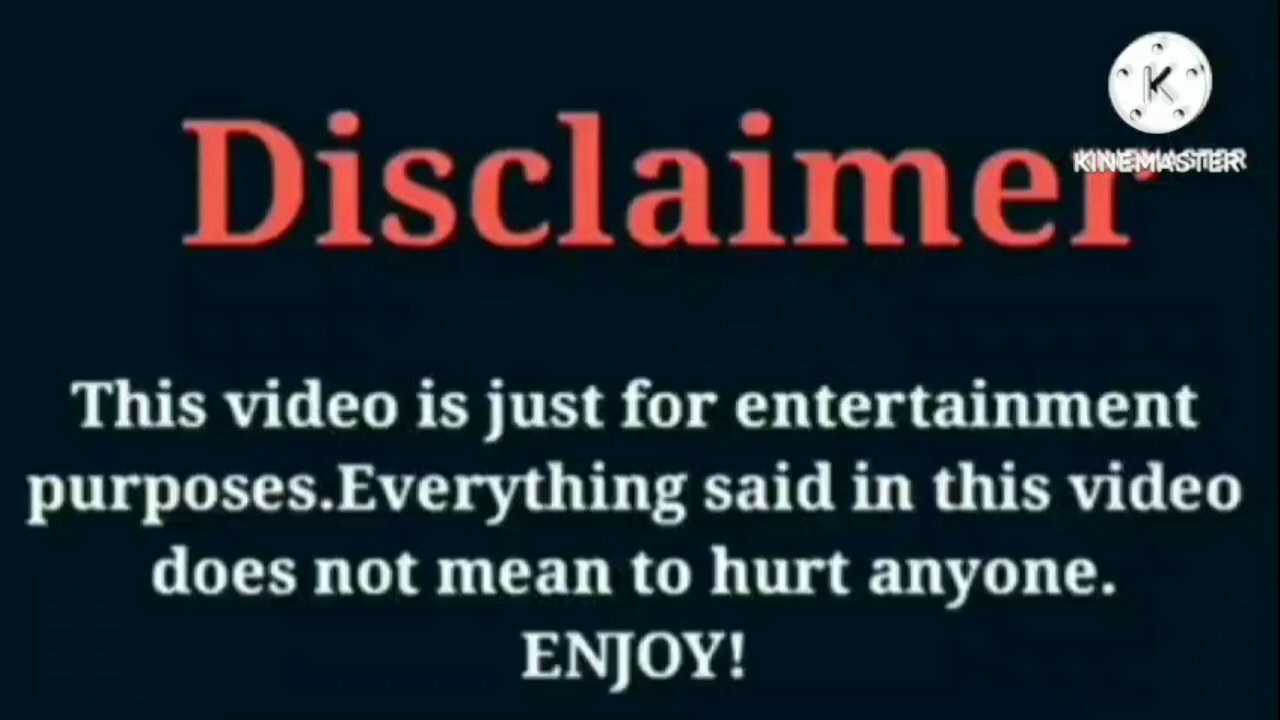 K
KINEMASTER
Disclaimer
This video is just for entertainment
purposes.Everything said in this video
does not mean to hurt anyone.
ENJOY!